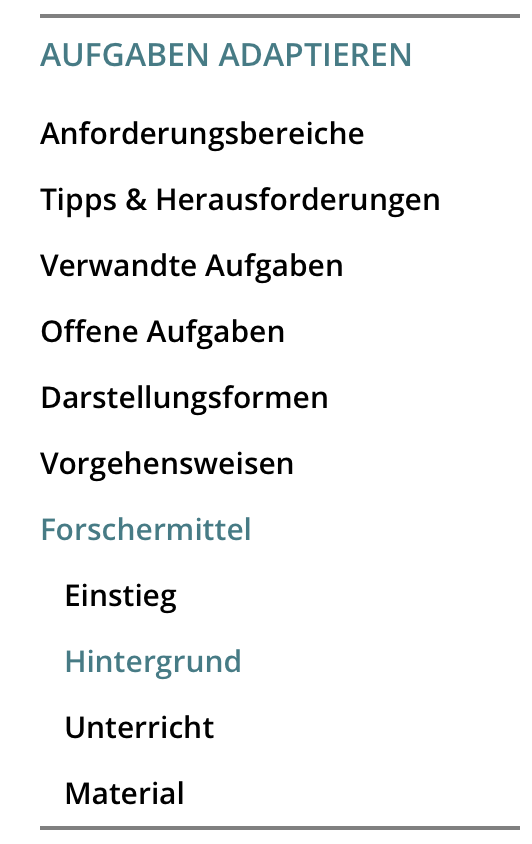 AUFGABEN ADAPTIEREN
Anforderungsbereiche
Tipps & Herausforderungen
Verwandte Aufgaben
Offene Aufgaben
Darstellungsformen
Vorgehensweisen
Forschermittel
Einstieg
Hintergrund
Unterricht
Material